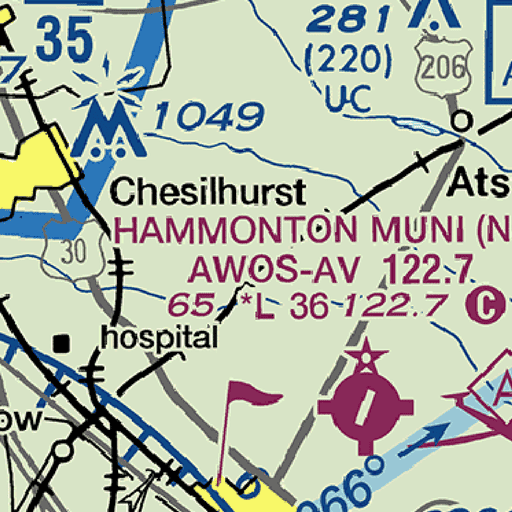 35
281
(220)
UC
206
7
1049
Chesilhurst
Ats
HAMMONTON MUNI (N
30
AWOS-AV 122.7
65 *L 36 122.7 C
hospital
ow
A
066°